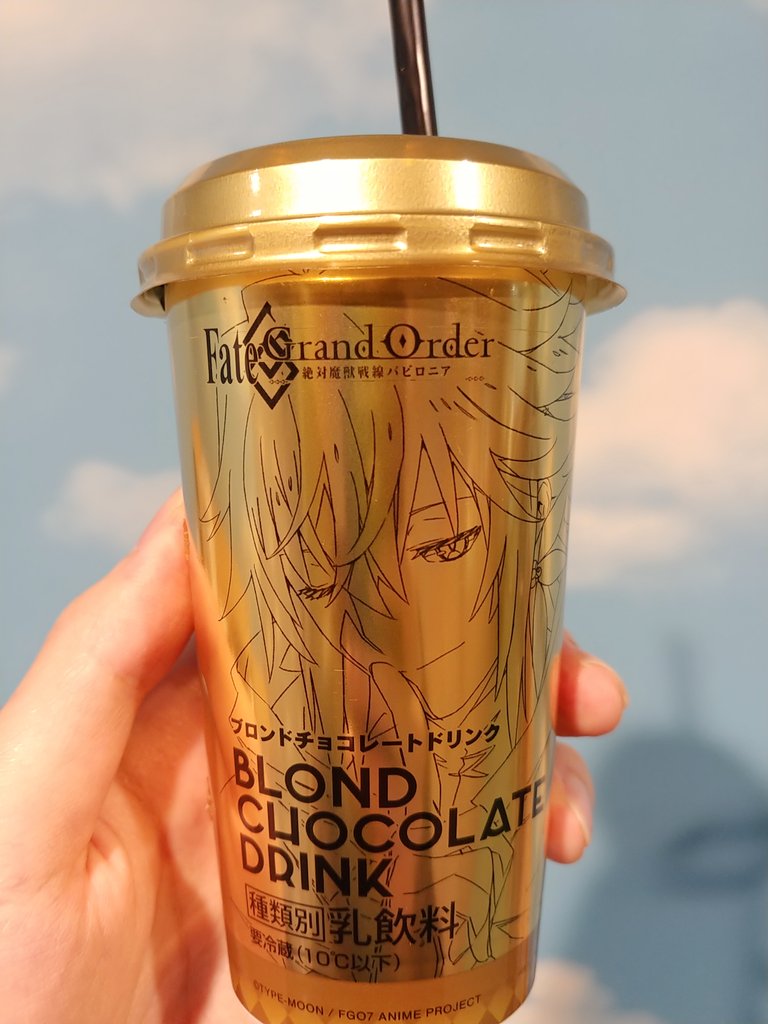 Fate Grand Order
絶対魔獣戦線バビロニア
ブロンドチョコレートドリンク
BLOND
CHOCOLATE
DRINK
種類別 乳飲料
要冷蔵(10℃以下)
©TYPE-MOON / FGO7 ANIME PROJECT